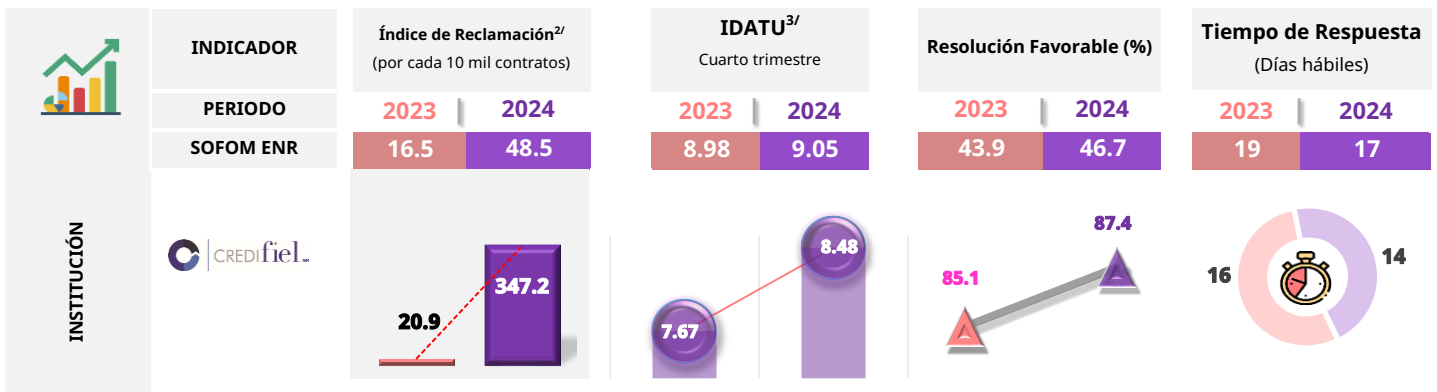 INDICADOR
Índice de Reclamación2/
(por cada 10 mil contratos)
IDATU3/
Cuarto trimestre
Resolución Favorable (%)
Tiempo de Respuesta
(Días hábiles)
PERIODO
2023 2024
2023 2024
2023 2024
2023 2024
SOFOM ENR
16.5 48.5
8.98 9.05
43.9 46.7
19 17
INSTITUCIÓN
CREDIfiel
20.9
347.2
7.67
8.48
85.1
87.4
16
14